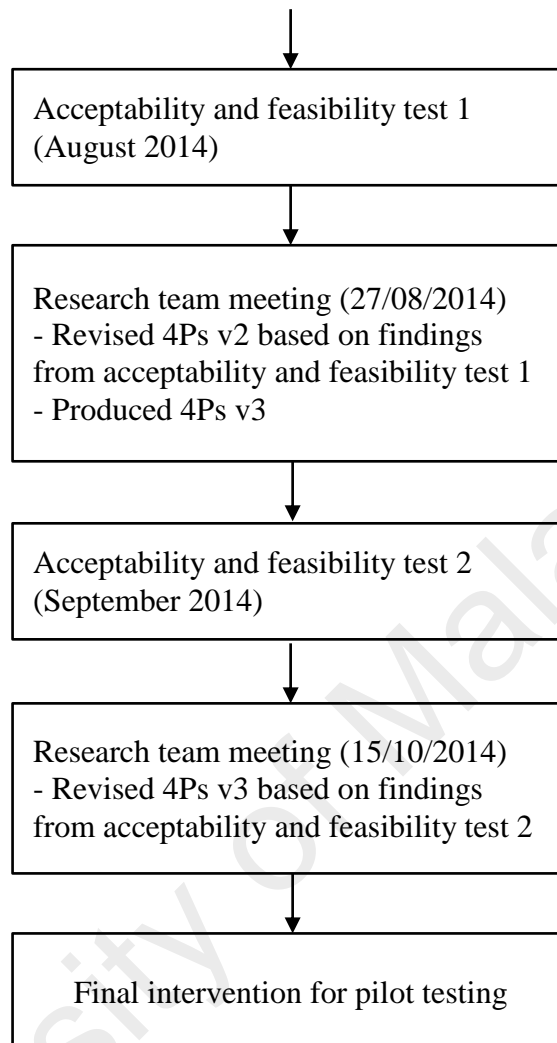 Acceptability and feasibility test 1
(August 2014)
Research team meeting (27/08/2014)
- Revised 4Ps v2 based on findings
from acceptability and feasibility test 1
- Produced 4Ps v3
Acceptability and feasibility test 2
(September 2014)
Research team meeting (15/10/2014)
- Revised 4Ps v3 based on findings
from acceptability and feasibility test 2
Final intervention for pilot testing